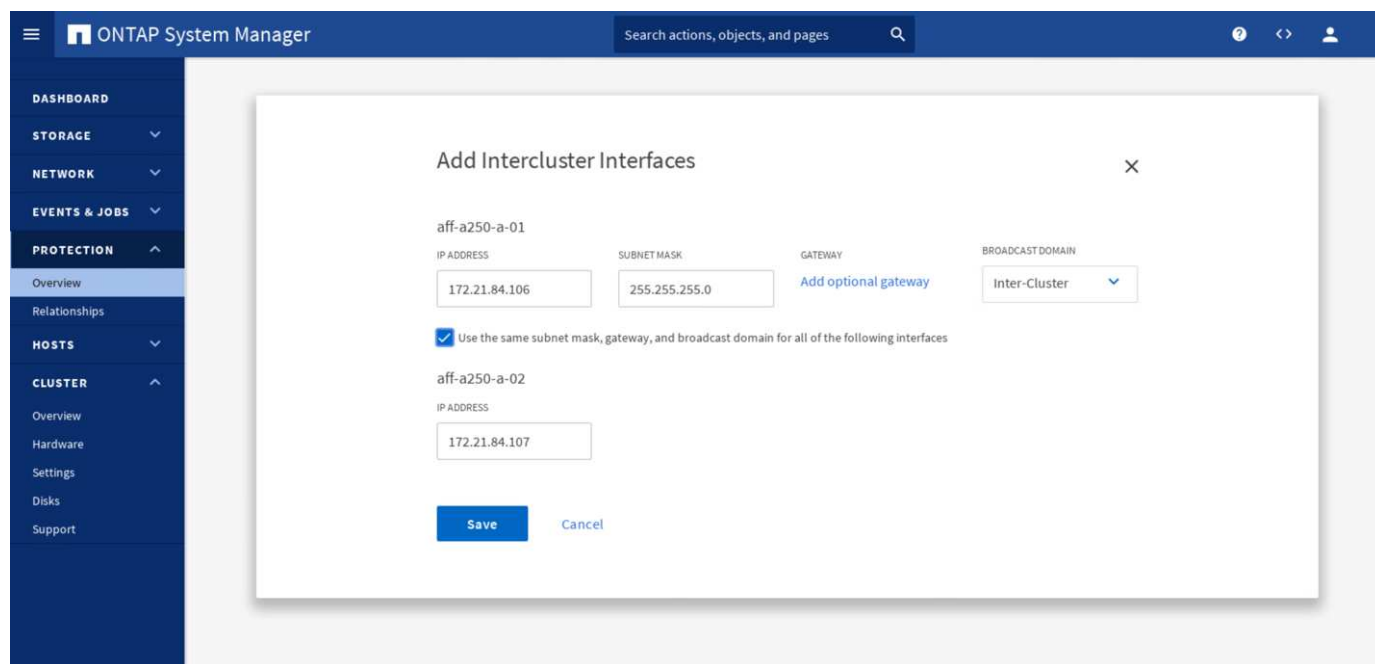 ONTAP System Manager
Search actions, objects, and pages
DASHBOARD
STORAGE
NETWORK
EVENTS & JOBS
PROTECTION
Overview
Relationships
HOSTS
CLUSTER
Overview
Hardware
Settings
Disks
Support
Add Intercluster Interfaces
aff-a250-a-01
IP ADDRESS SUBNET MASK GATEWAY BROADCAST DOMAIN
172.21.84.106 255.255.255.0 Add optional gateway Inter-Cluster
Use the same subnet mask, gateway, and broadcast domain for all of the following interfaces
aff-a250-a-02
IP ADDRESS
172.21.84.107
Save Cancel